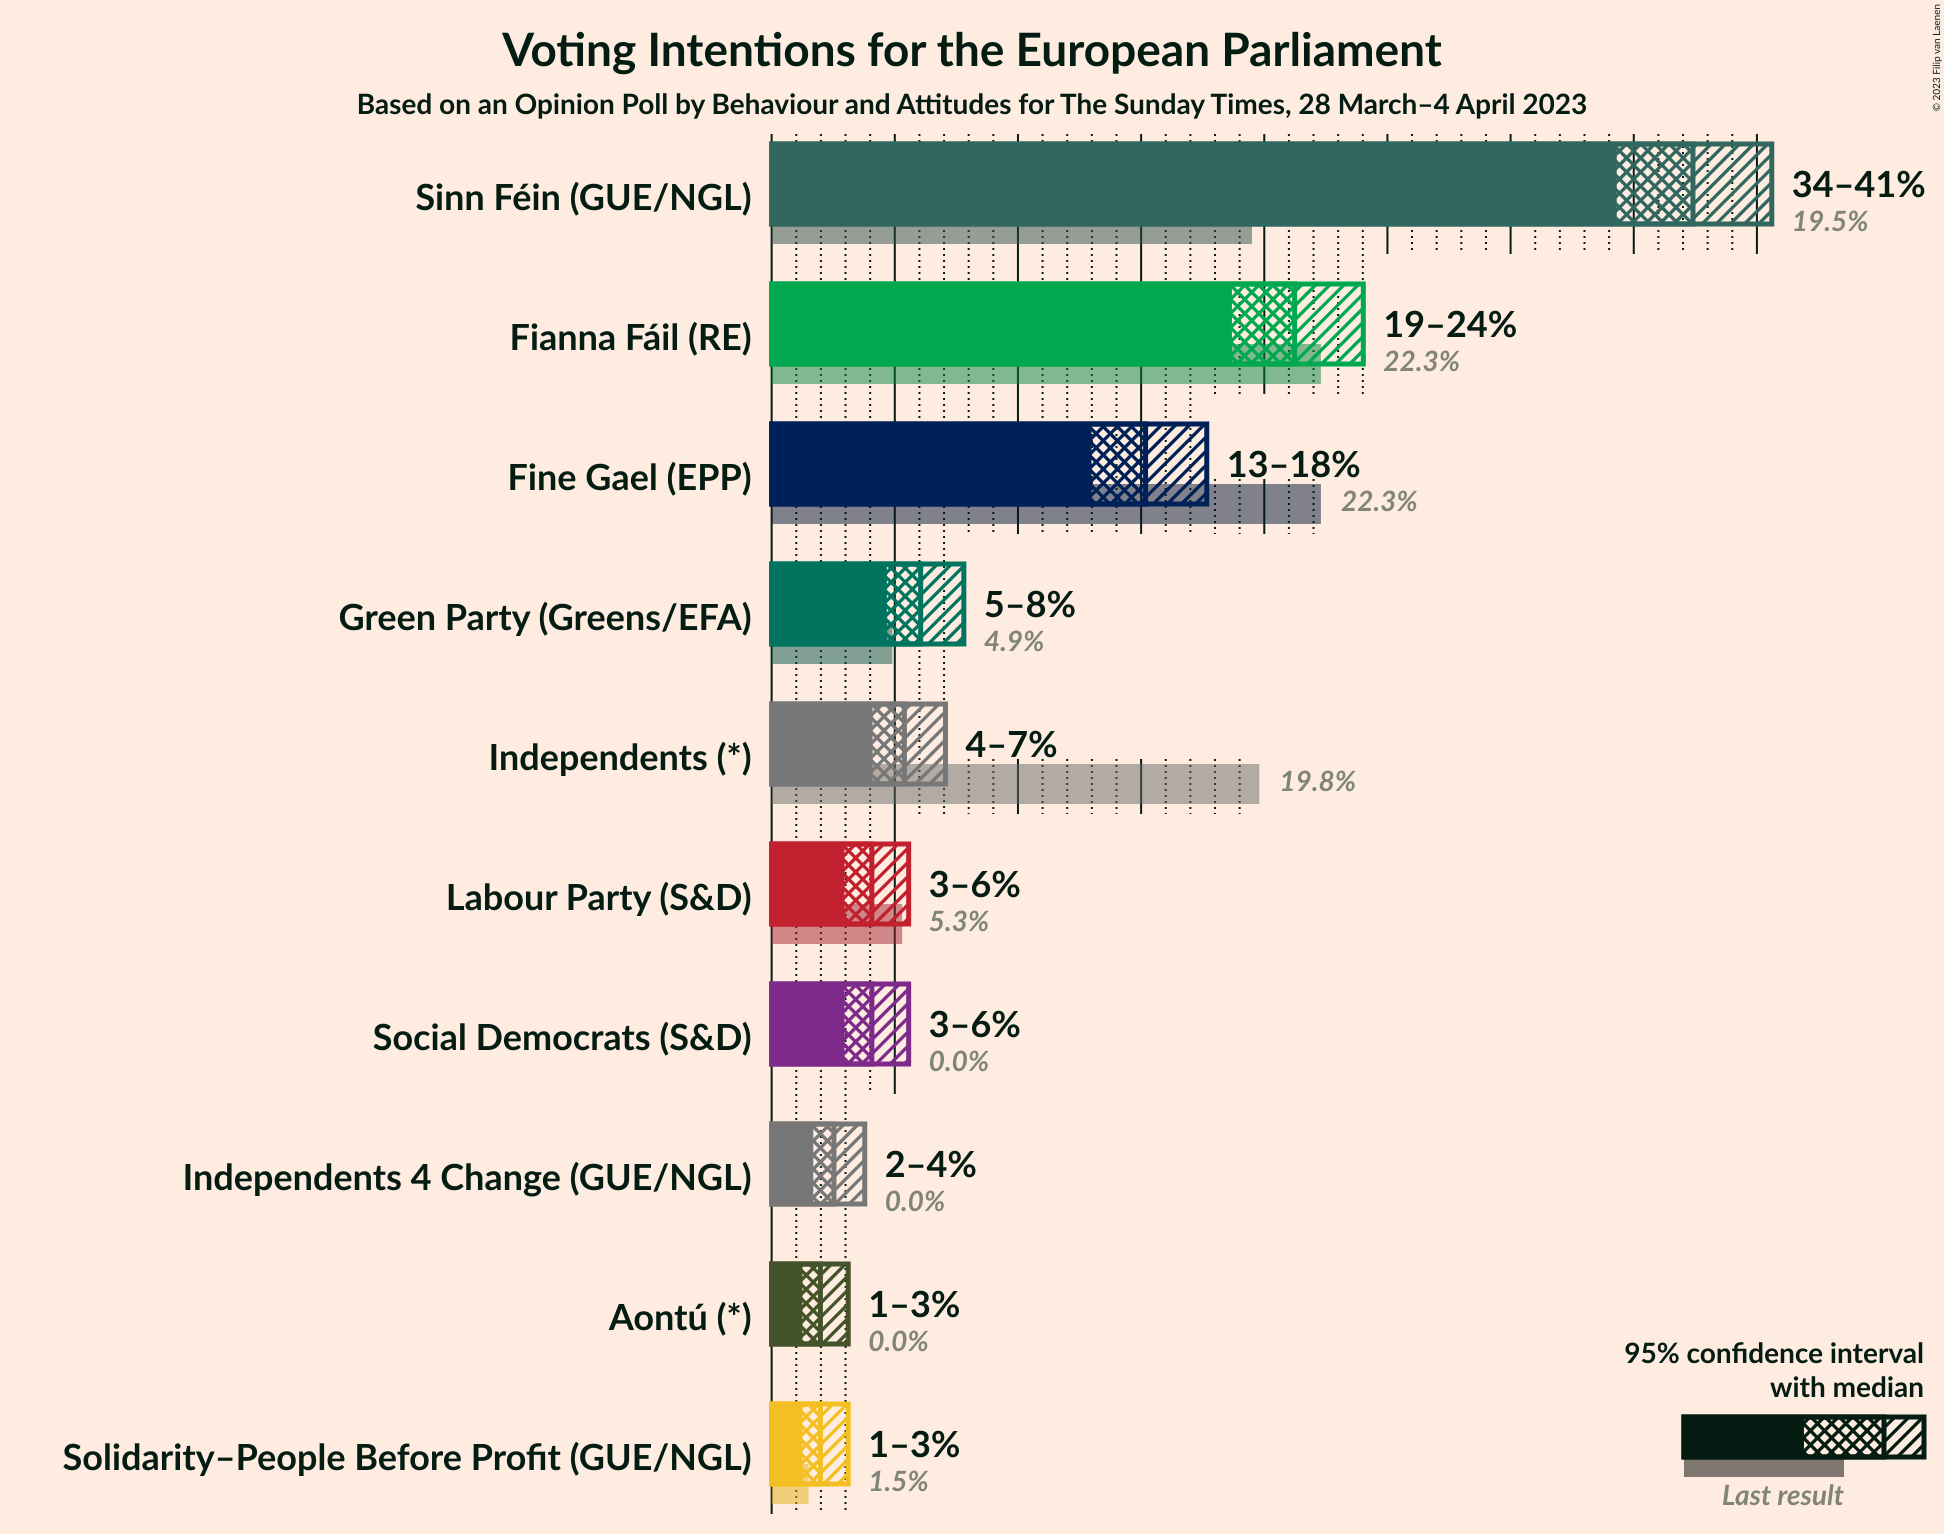 © 2023 Filip van Laenen
Voting Intentions for the European Parliament
Based on an Opinion Poll by Behaviour and Attitudes for The Sunday Times, 28 March–4 April 2023
Sinn Féin (GUE/NGL)
34–41%
19.5%
Fianna Fáil (RE)
19–24%
22.3%
Fine Gael (EPP)
13–18%
22.3%
Green Party (Greens/EFA)
5–8%
4.9%
Independents (*)
4–7%
19.8%
Labour Party (S&D)
3–6%
5.3%
Social Democrats (S&D)
3–6%
0.0%
Independents 4 Change (GUE/NGL)
2–4%
0.0%
Aontú (*)
1–3%
0.0%
Solidarity–People Before Profit (GUE/NGL)
1–3%
1.5%
95% confidence interval
with median
Last result